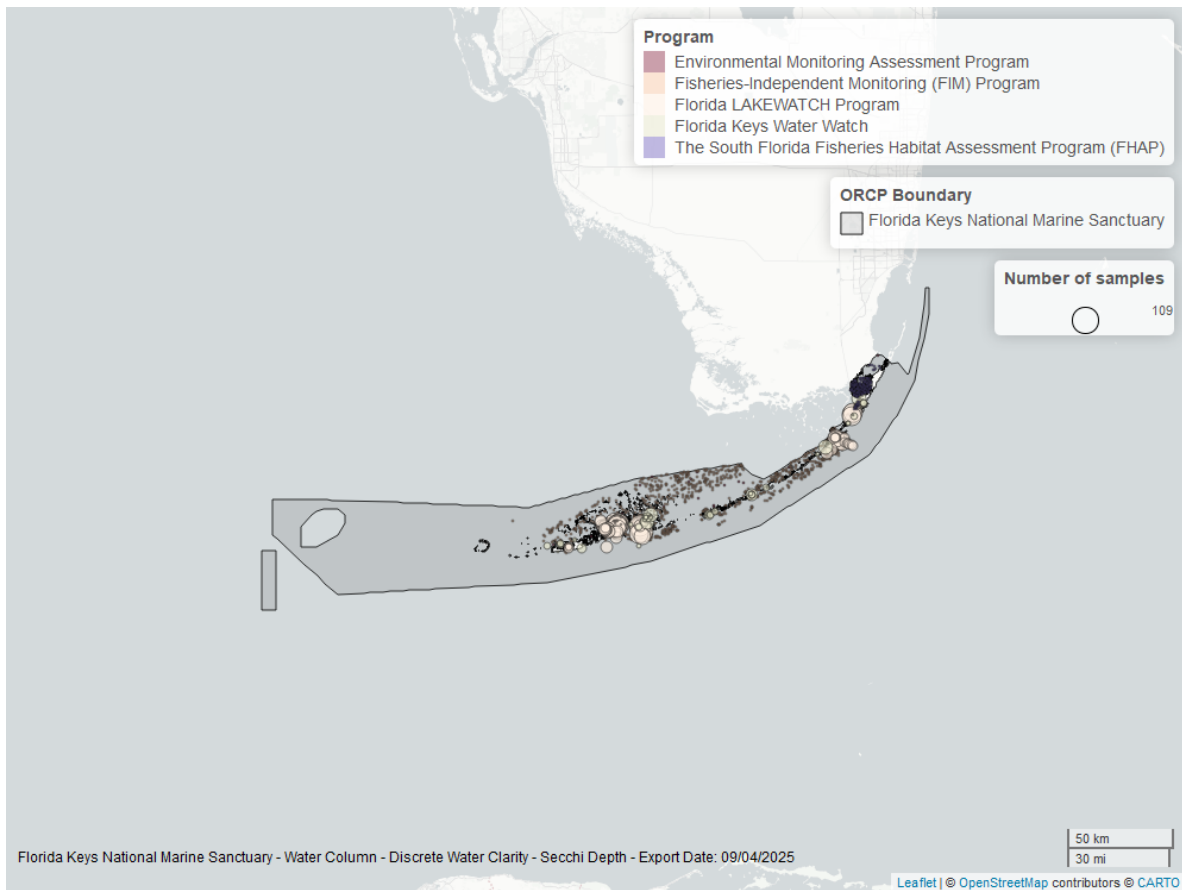 Program
Environmental Monitoring Assessment Program
Fisheries-Independent Monitoring (FIM) Program
Florida LAKEWATCH Program
Florida Keys Water Watch
The South Florida Fisheries Habitat Assessment Program (FHAP)
ORCP Boundary
Florida Keys National Marine Sanctuary
Number of samples
109
50 km
30 mi
Florida Keys National Marine Sanctuary - Water Column - Discrete Water Clarity - Secchi Depth - Export Date: 09/04/2025
Leaflet | © OpenStreetMap contributors © CARTO